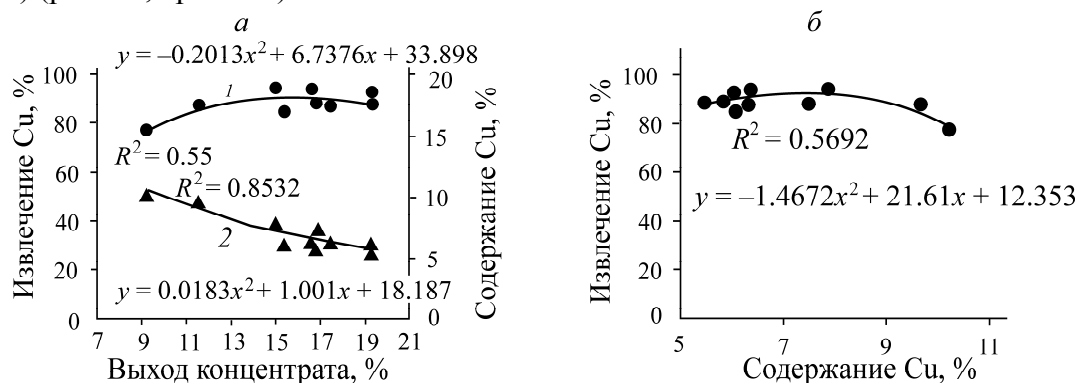 а
y = –0.2013x² + 6.7376x + 33.898
Извлечение Cu, %
100
80
60
40
20
0
1
R² = 0.55
R² = 0.8532
2
y = 0.0183x² + 1.001x + 18.187
20
15
10
5
0
Содержание Cu, %
7 9 11 13 15 17 19 21
Выход концентрата, %
б
Извлечение Cu, %
100
80
60
40
20
0
R² = 0.5692
y = –1.4672x² + 21.61x + 12.353
5 7 9 11
Содержание Cu, %